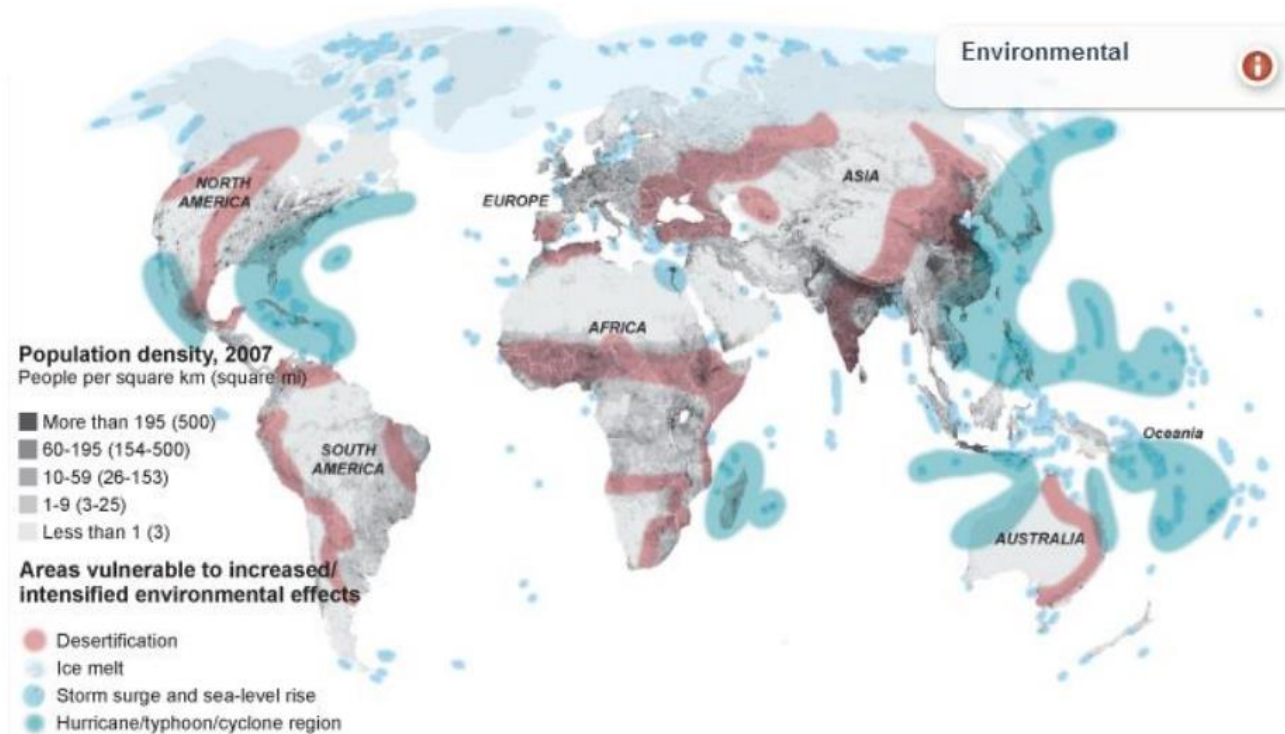 Environmental
NORTH
AMERICA
EUROPE
ASIA
AFRICA
SOUTH
AMERICA
Oceania
AUSTRALIA
Population density, 2007
People per square km (square mi)
More than 195 (500)
60-195 (154-500)
10-59 (26-153)
1-9 (3-25)
Less than 1 (3)
Areas vulnerable to increased/
intensified environmental effects
Desertification
Ice melt
Storm surge and sea-level rise
Hurricane/typhoon/cyclone region